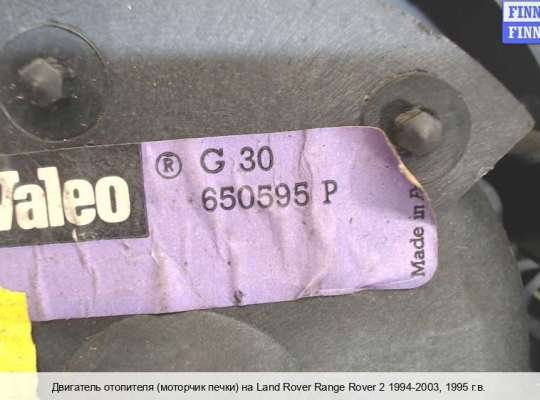 FINN
FINN
Valeo ® G 30
650595 P
Made in A
Двигатель отопителя (моторчик печки) на Land Rover Range Rover 2 1994-2003, 1995 г.в.